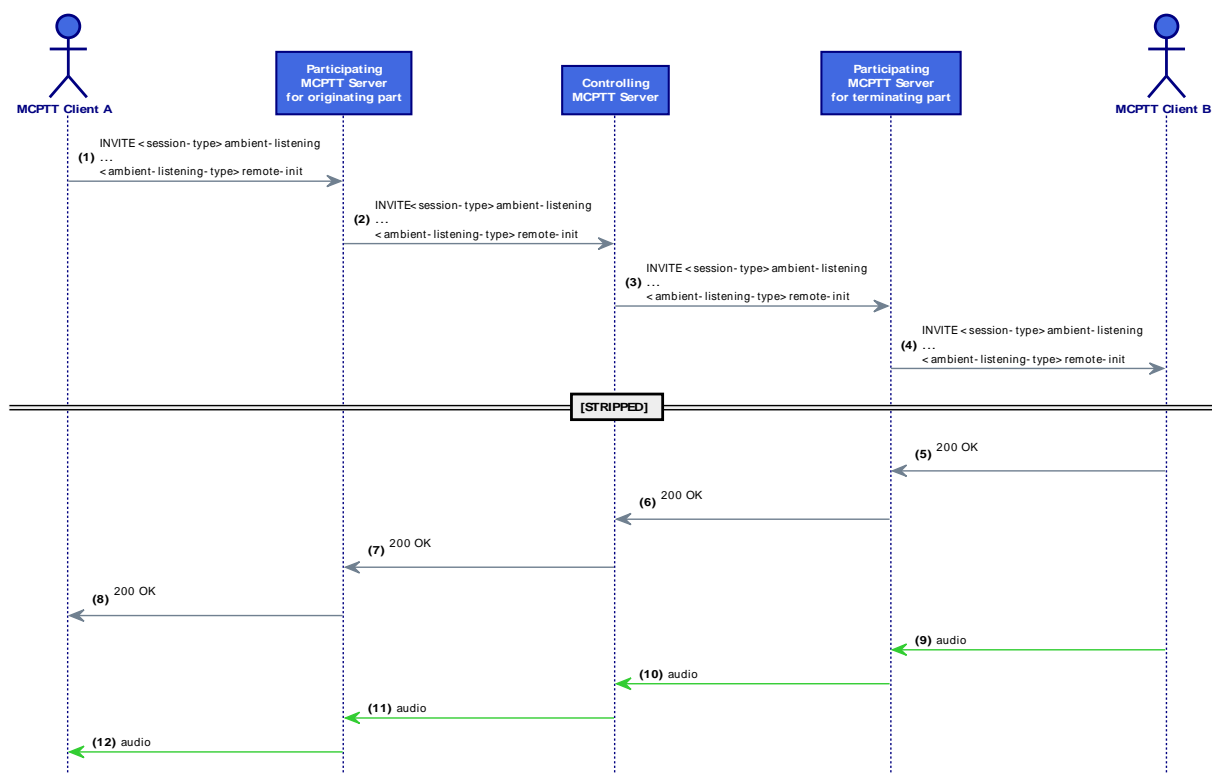 MCPTT Client A
Participating
MCPTT Server
for originating part
Controlling
MCPTT Server
Participating
MCPTT Server
for terminating part
MCPTT Client B
INVITE <session-type> ambient-listening
(1) ...
<ambient-listening-type> remote-init
INVITE<session-type> ambient-listening
(2) ...
<ambient-listening-type> remote-init
INVITE <session-type> ambient-listening
(3) ...
<ambient-listening-type> remote-init
INVITE <session-type> ambient-listening
(4) ...
<ambient-listening-type> remote-init
[STRIPPED]
(5) 200 OK
(6) 200 OK
(7) 200 OK
(8) 200 OK
(9) audio
(10) audio
(11) audio
(12) audio